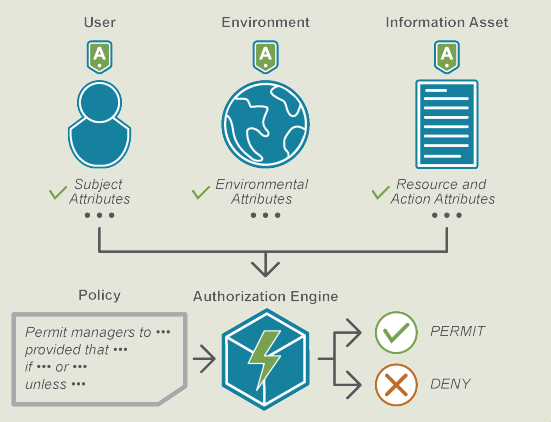 User
Environment
Information Asset
A
A
A
Subject
Attributes
•••
Environmental
Attributes
•••
Resource and
Action Attributes
•••
Policy
Authorization Engine
Permit managers to •••
provided that •••
if ••• or •••
unless •••
PERMIT
DENY